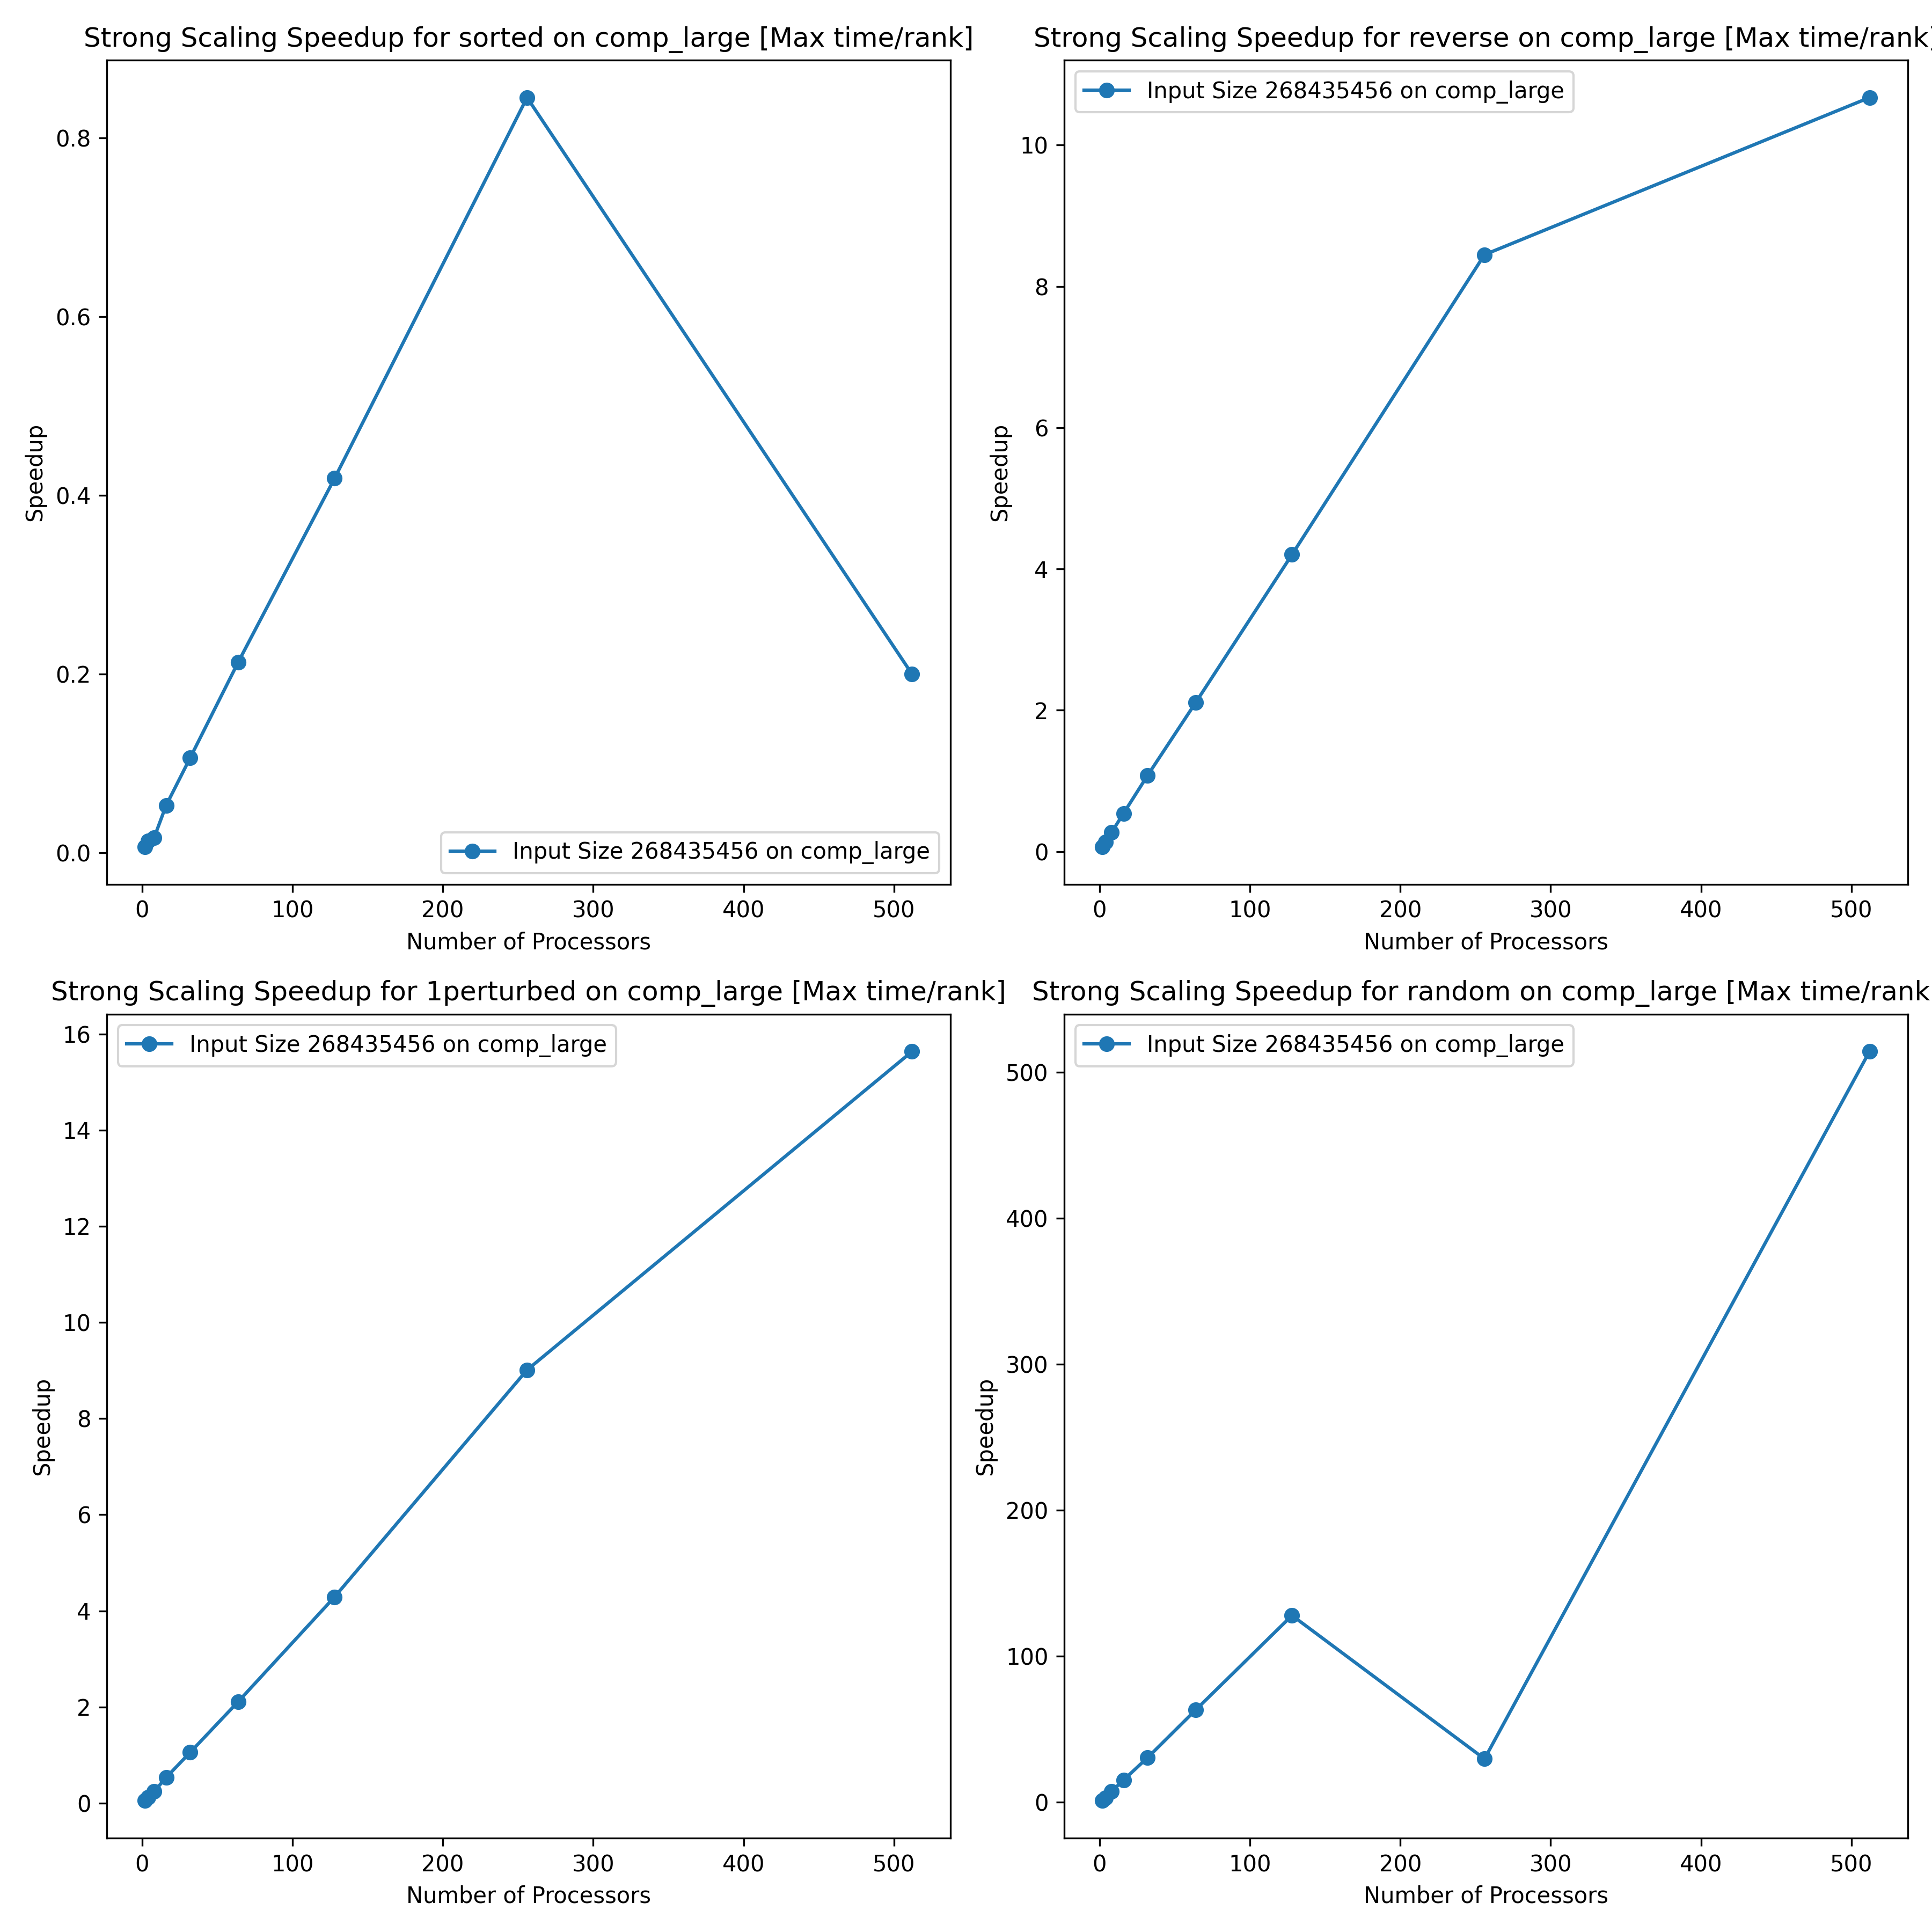 Strong Scaling Speedup for sorted on comp_large [Max time/rank]
Speedup
0.8
0.6
0.4
0.2
0.0
Input Size 268435456 on comp_large
0 100 200 300 400 500
Number of Processors
Strong Scaling Speedup for reverse on comp_large [Max time/rank]
Input Size 268435456 on comp_large
Speedup
10
8
6
4
2
0
0 100 200 300 400 500
Number of Processors
Strong Scaling Speedup for 1perturbed on comp_large [Max time/rank]
Input Size 268435456 on comp_large
Speedup
16
14
12
10
8
6
4
2
0
0 100 200 300 400 500
Number of Processors
Strong Scaling Speedup for random on comp_large [Max time/rank
Input Size 268435456 on comp_large
Speedup
500
400
300
200
100
0
0 100 200 300 400 500
Number of Processors